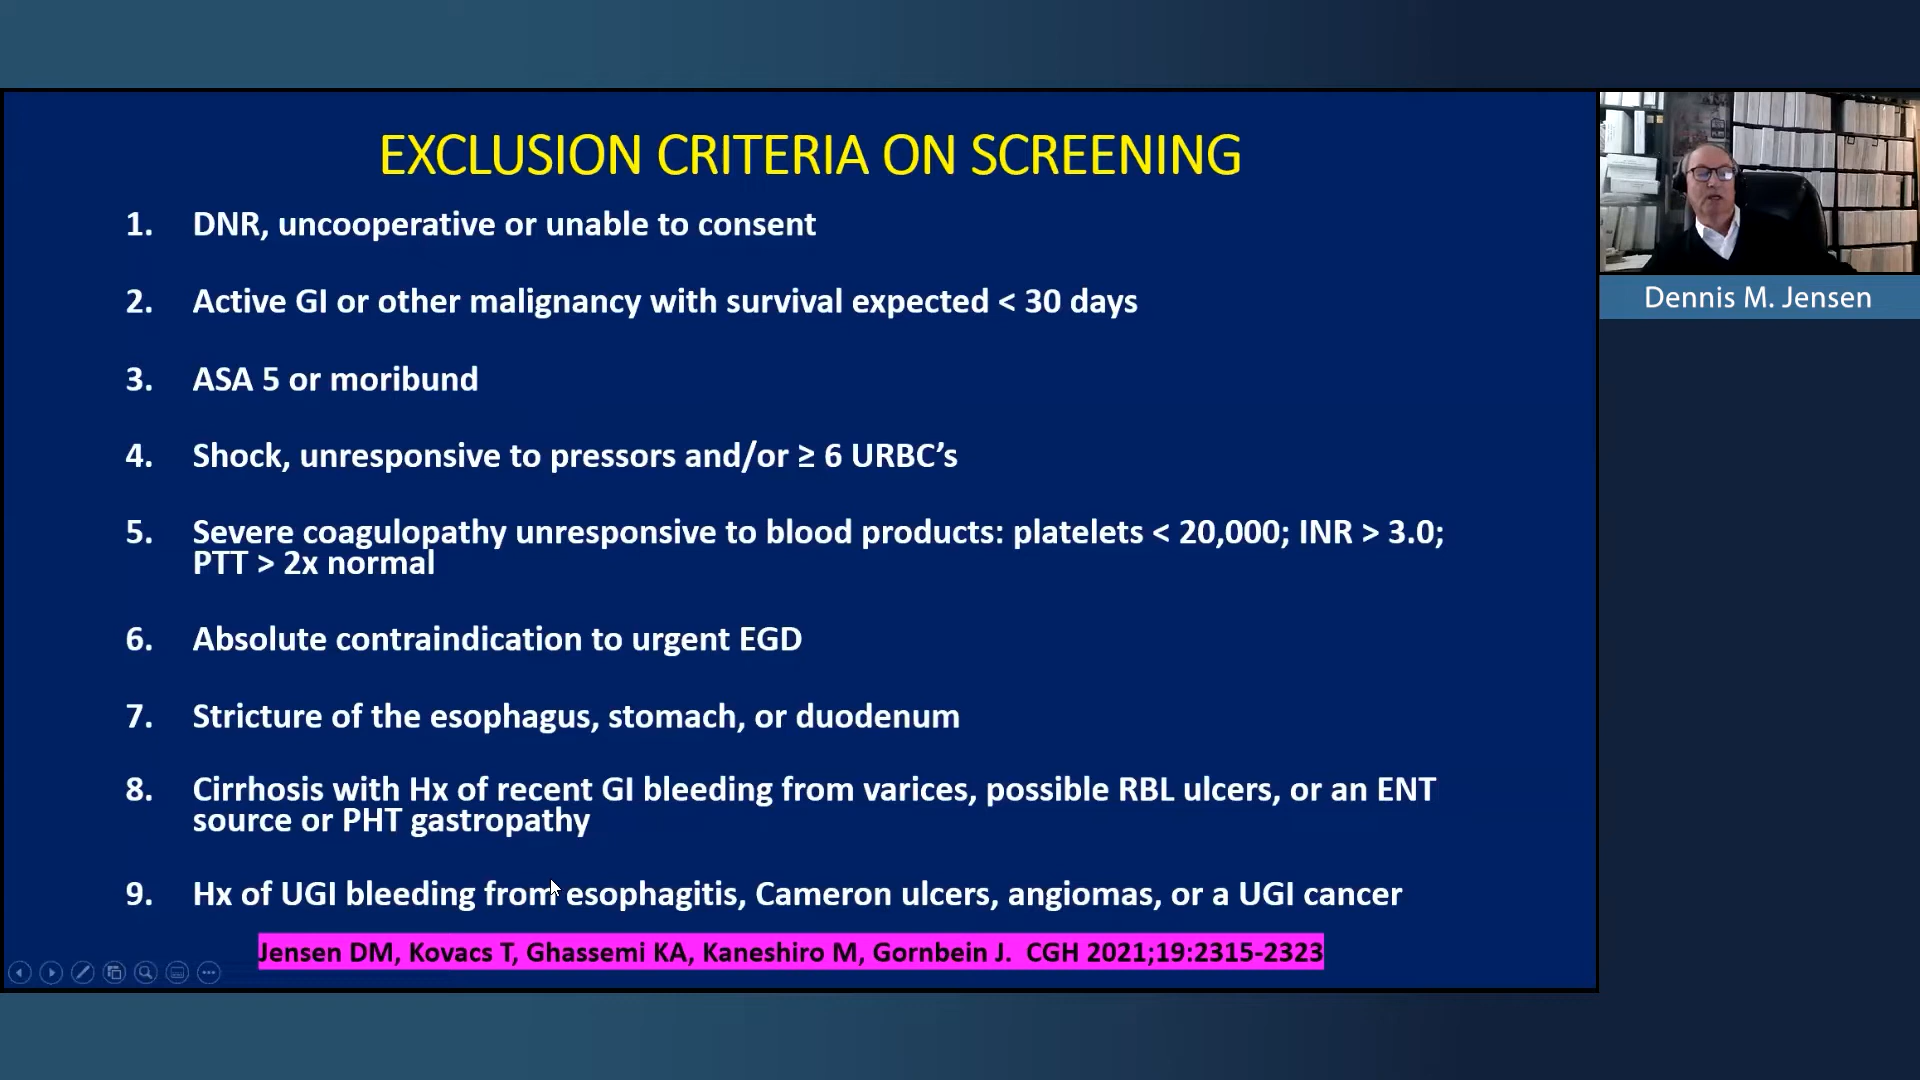 EXCLUSION CRITERIA ON SCREENING
1. DNR, uncooperative or unable to consent
2. Active GI or other malignancy with survival expected < 30 days
3. ASA 5 or moribund
4. Shock, unresponsive to pressors and/or ≥ 6 URBC’s
5. Severe coagulopathy unresponsive to blood products: platelets < 20,000; INR > 3.0;
PTT > 2x normal
6. Absolute contraindication to urgent EGD
7. Stricture of the esophagus, stomach, or duodenum
8. Cirrhosis with Hx of recent GI bleeding from varices, possible RBL ulcers, or an ENT
source or PHT gastropathy
9. Hx of UGI bleeding from esophagitis, Cameron ulcers, angiomas, or a UGI cancer
Jensen DM, Kovacs T, Ghassemi KA, Kaneshiro M, Gornbein J. CGH 2021;19:2315-2323
Dennis M. Jensen